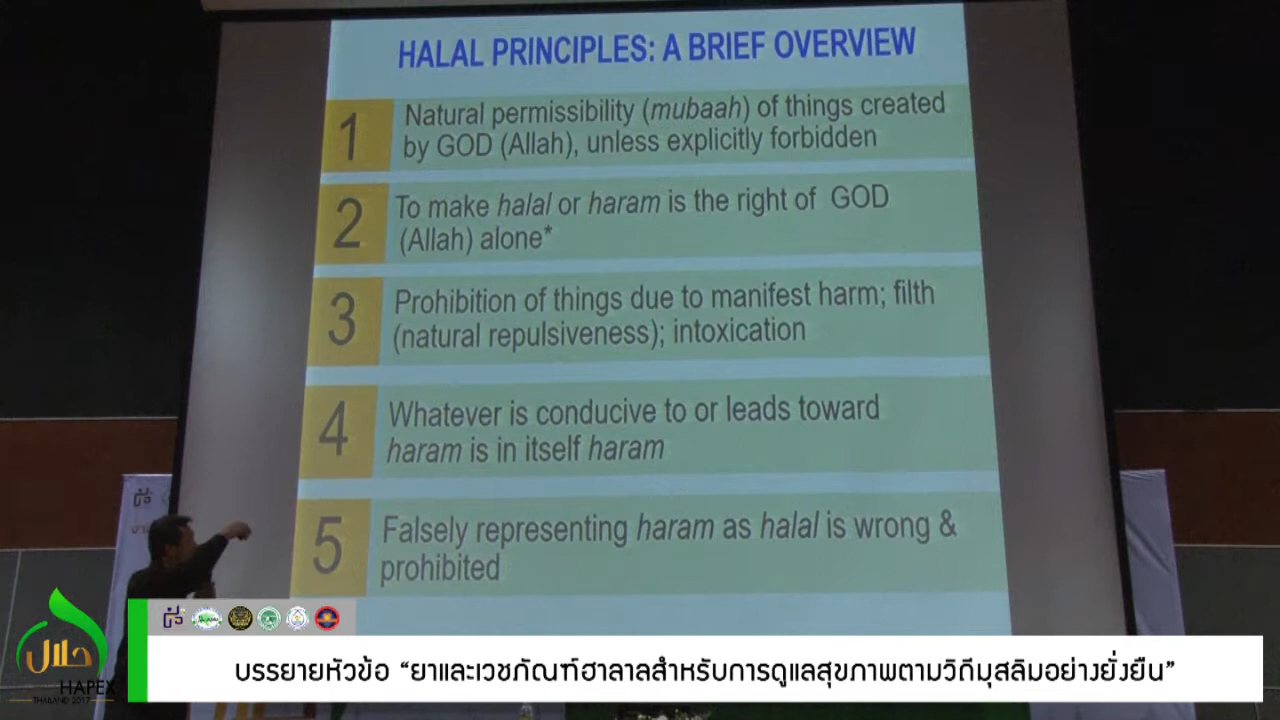 HALAL PRINCIPLES: A BRIEF OVERVIEW
1
Natural permissibility (mubaah) of things created
by GOD (Allah), unless explicitly forbidden
2
To make halal or haram is the right of GOD
(Allah) alone*
3
Prohibition of things due to manifest harm; filth
(natural repulsiveness); intoxication
4
Whatever is conducive to or leads toward
haram is in itself haram
5
Falsely representing haram as halal is wrong &
prohibited
حلال
HAPEX
THAILAND 2017
บรรยายหัวข้อ “ยาและเวชภัณฑ์ฮาลาลสำหรับการดูแลสุขภาพตามวิถีมุสลิมอย่างยั่งยืน”